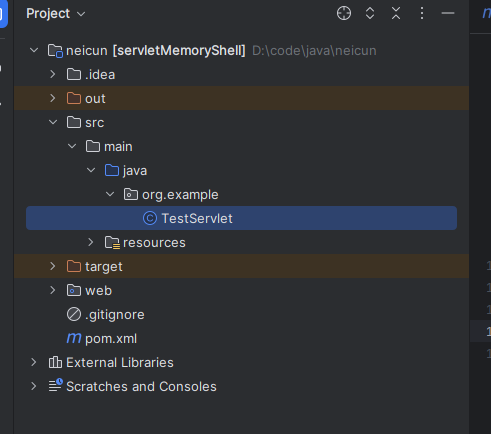 Project
neicun [servletMemoryShell] D:\code\java\neicun
.idea
out
src
main
java
org.example
TestServlet
resources
target
web
.gitignore
pom.xml
External Libraries
Scratches and Consoles